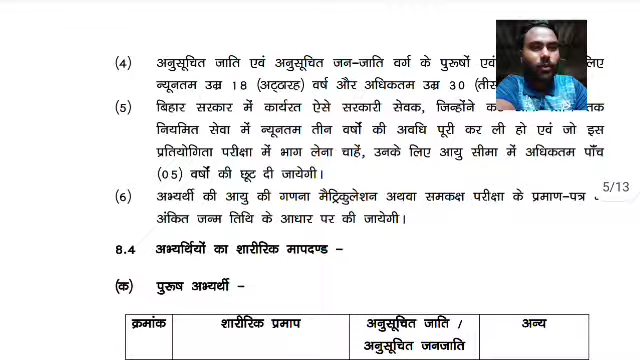 (4) अनुसूचित जाति एवं अनुसूचित जन-जाति वर्ग के पुरुषों एवं लिए
न्यूनतम उम्र 18 (अट्ठारह) वर्ष और अधिकतम उम्र 30
(5) बिहार सरकार में कार्यरत ऐसे सरकारी सेवक, जिन्होंने तक
नियमित सेवा में न्यूनतम तीन वर्षों की अवधि पूरी कर ली हो एवं जो इस
प्रतियोगिता परीक्षा में भाग लेना चाहें, उनके लिए आयु सीमा में अधिकतम पाँच
(05) वर्षों की छूट दी जायेगी।
5/13
(6) अभ्यर्थी की आयु की गणना मैट्रिकुलेशन अथवा समकक्ष परीक्षा के प्रमाण-पत्र
अंकित जन्म तिथि के आधार पर की जायेगी।
8.4 अभ्यर्थियों का शारीरिक मापदण्ड –
(क) पुरूष अभ्यर्थी –
क्रमांक शारीरिक प्रमाप अनुसूचित जाति / अन्य
अनुसूचित जनजाति